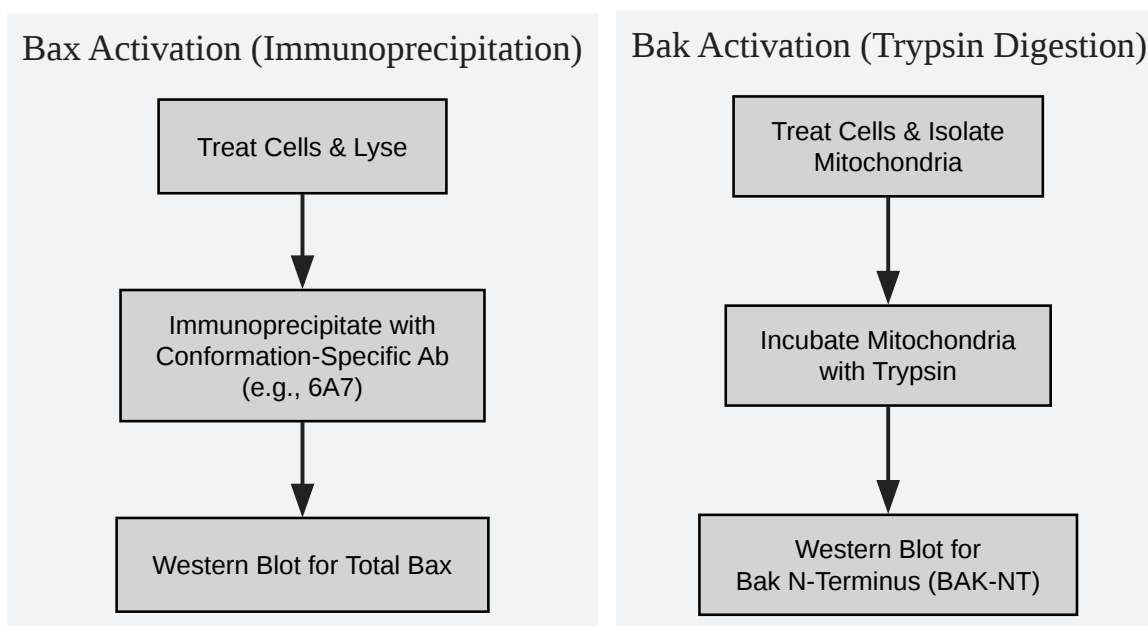 Bax Activation (Immunoprecipitation)
Treat Cells & Lyse
Immunoprecipitate with
Conformation-Specific Ab
(e.g., 6A7)
Western Blot for Total Bax
Bak Activation (Trypsin Digestion)
Treat Cells & Isolate
Mitochondria
Incubate Mitochondria
with Trypsin
Western Blot for
Bak N-Terminus (BAK-NT)